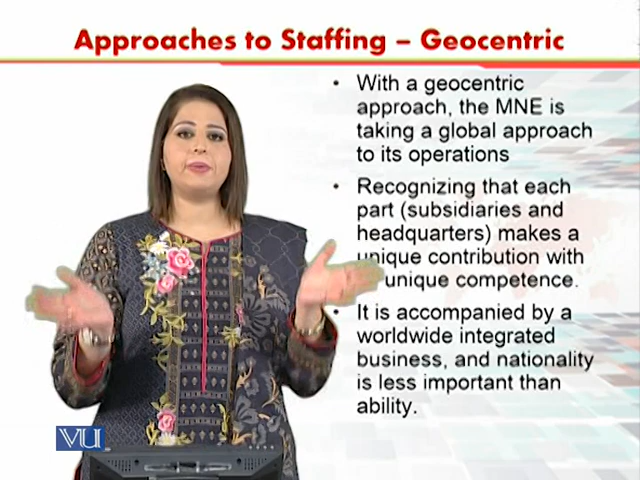 Approaches to Staffing – Geocentric
• With a geocentric
approach, the MNE is
taking a global approach
to its operations
• Recognizing that each
part (subsidiaries and
headquarters) makes a
unique contribution with
unique competence.
• It is accompanied by a
worldwide integrated
business, and nationality
is less important than
ability.
VU